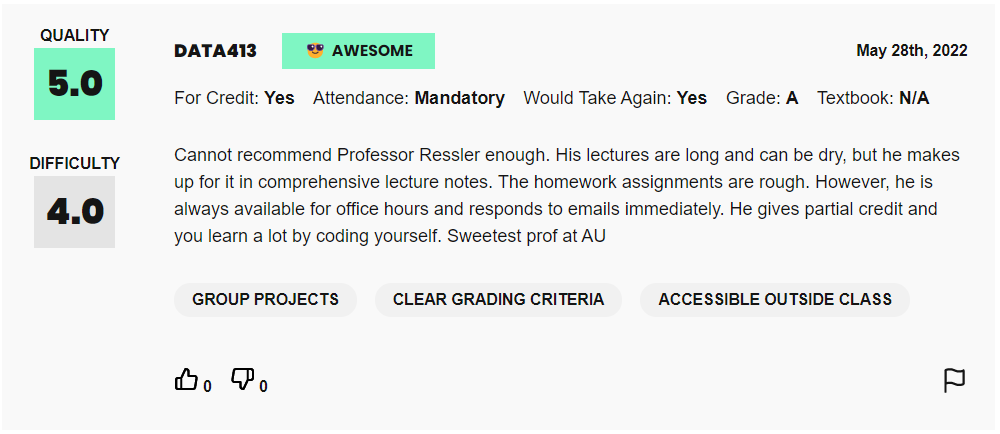 QUALITY
5.0
DIFFICULTY
4.0
DATA413 AWESOME May 28th, 2022
For Credit: Yes Attendance: Mandatory Would Take Again: Yes Grade: A Textbook: N/A
Cannot recommend Professor Ressler enough. His lectures are long and can be dry, but he makes
up for it in comprehensive lecture notes. The homework assignments are rough. However, he is
always available for office hours and responds to emails immediately. He gives partial credit and
you learn a lot by coding yourself. Sweetest prof at AU
GROUP PROJECTS CLEAR GRADING CRITERIA ACCESSIBLE OUTSIDE CLASS
0 0